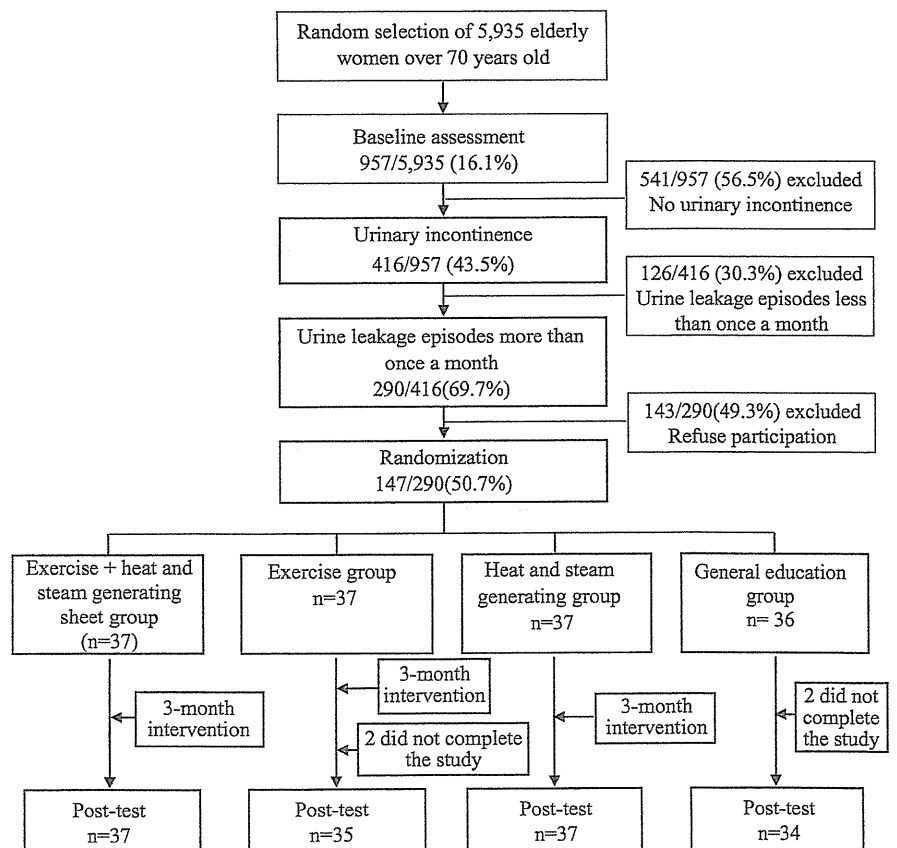 Random selection of 5,935 elderly
women over 70 years old
Baseline assessment
957/5,935 (16.1%)
541/957 (56.5%) excluded
No urinary incontinence
Urinary incontinence
416/957 (43.5%)
126/416 (30.3%) excluded
Urine leakage episodes less
than once a month
Urine leakage episodes more than
once a month
290/416(69.7%)
143/290(49.3%) excluded
Refuse participation
Randomization
147/290(50.7%)
Exercise + heat and
steam generating
sheet group
(n=37)
Exercise group
n=37
Heat and steam
generating group
n=37
General education
group
n= 36
3-month
intervention
3-month
intervention
2 did not complete
the study
3-month
intervention
2 did not
complete
the study
Post-test
n=37
Post-test
n=35
Post-test
n=37
Post-test
n=34